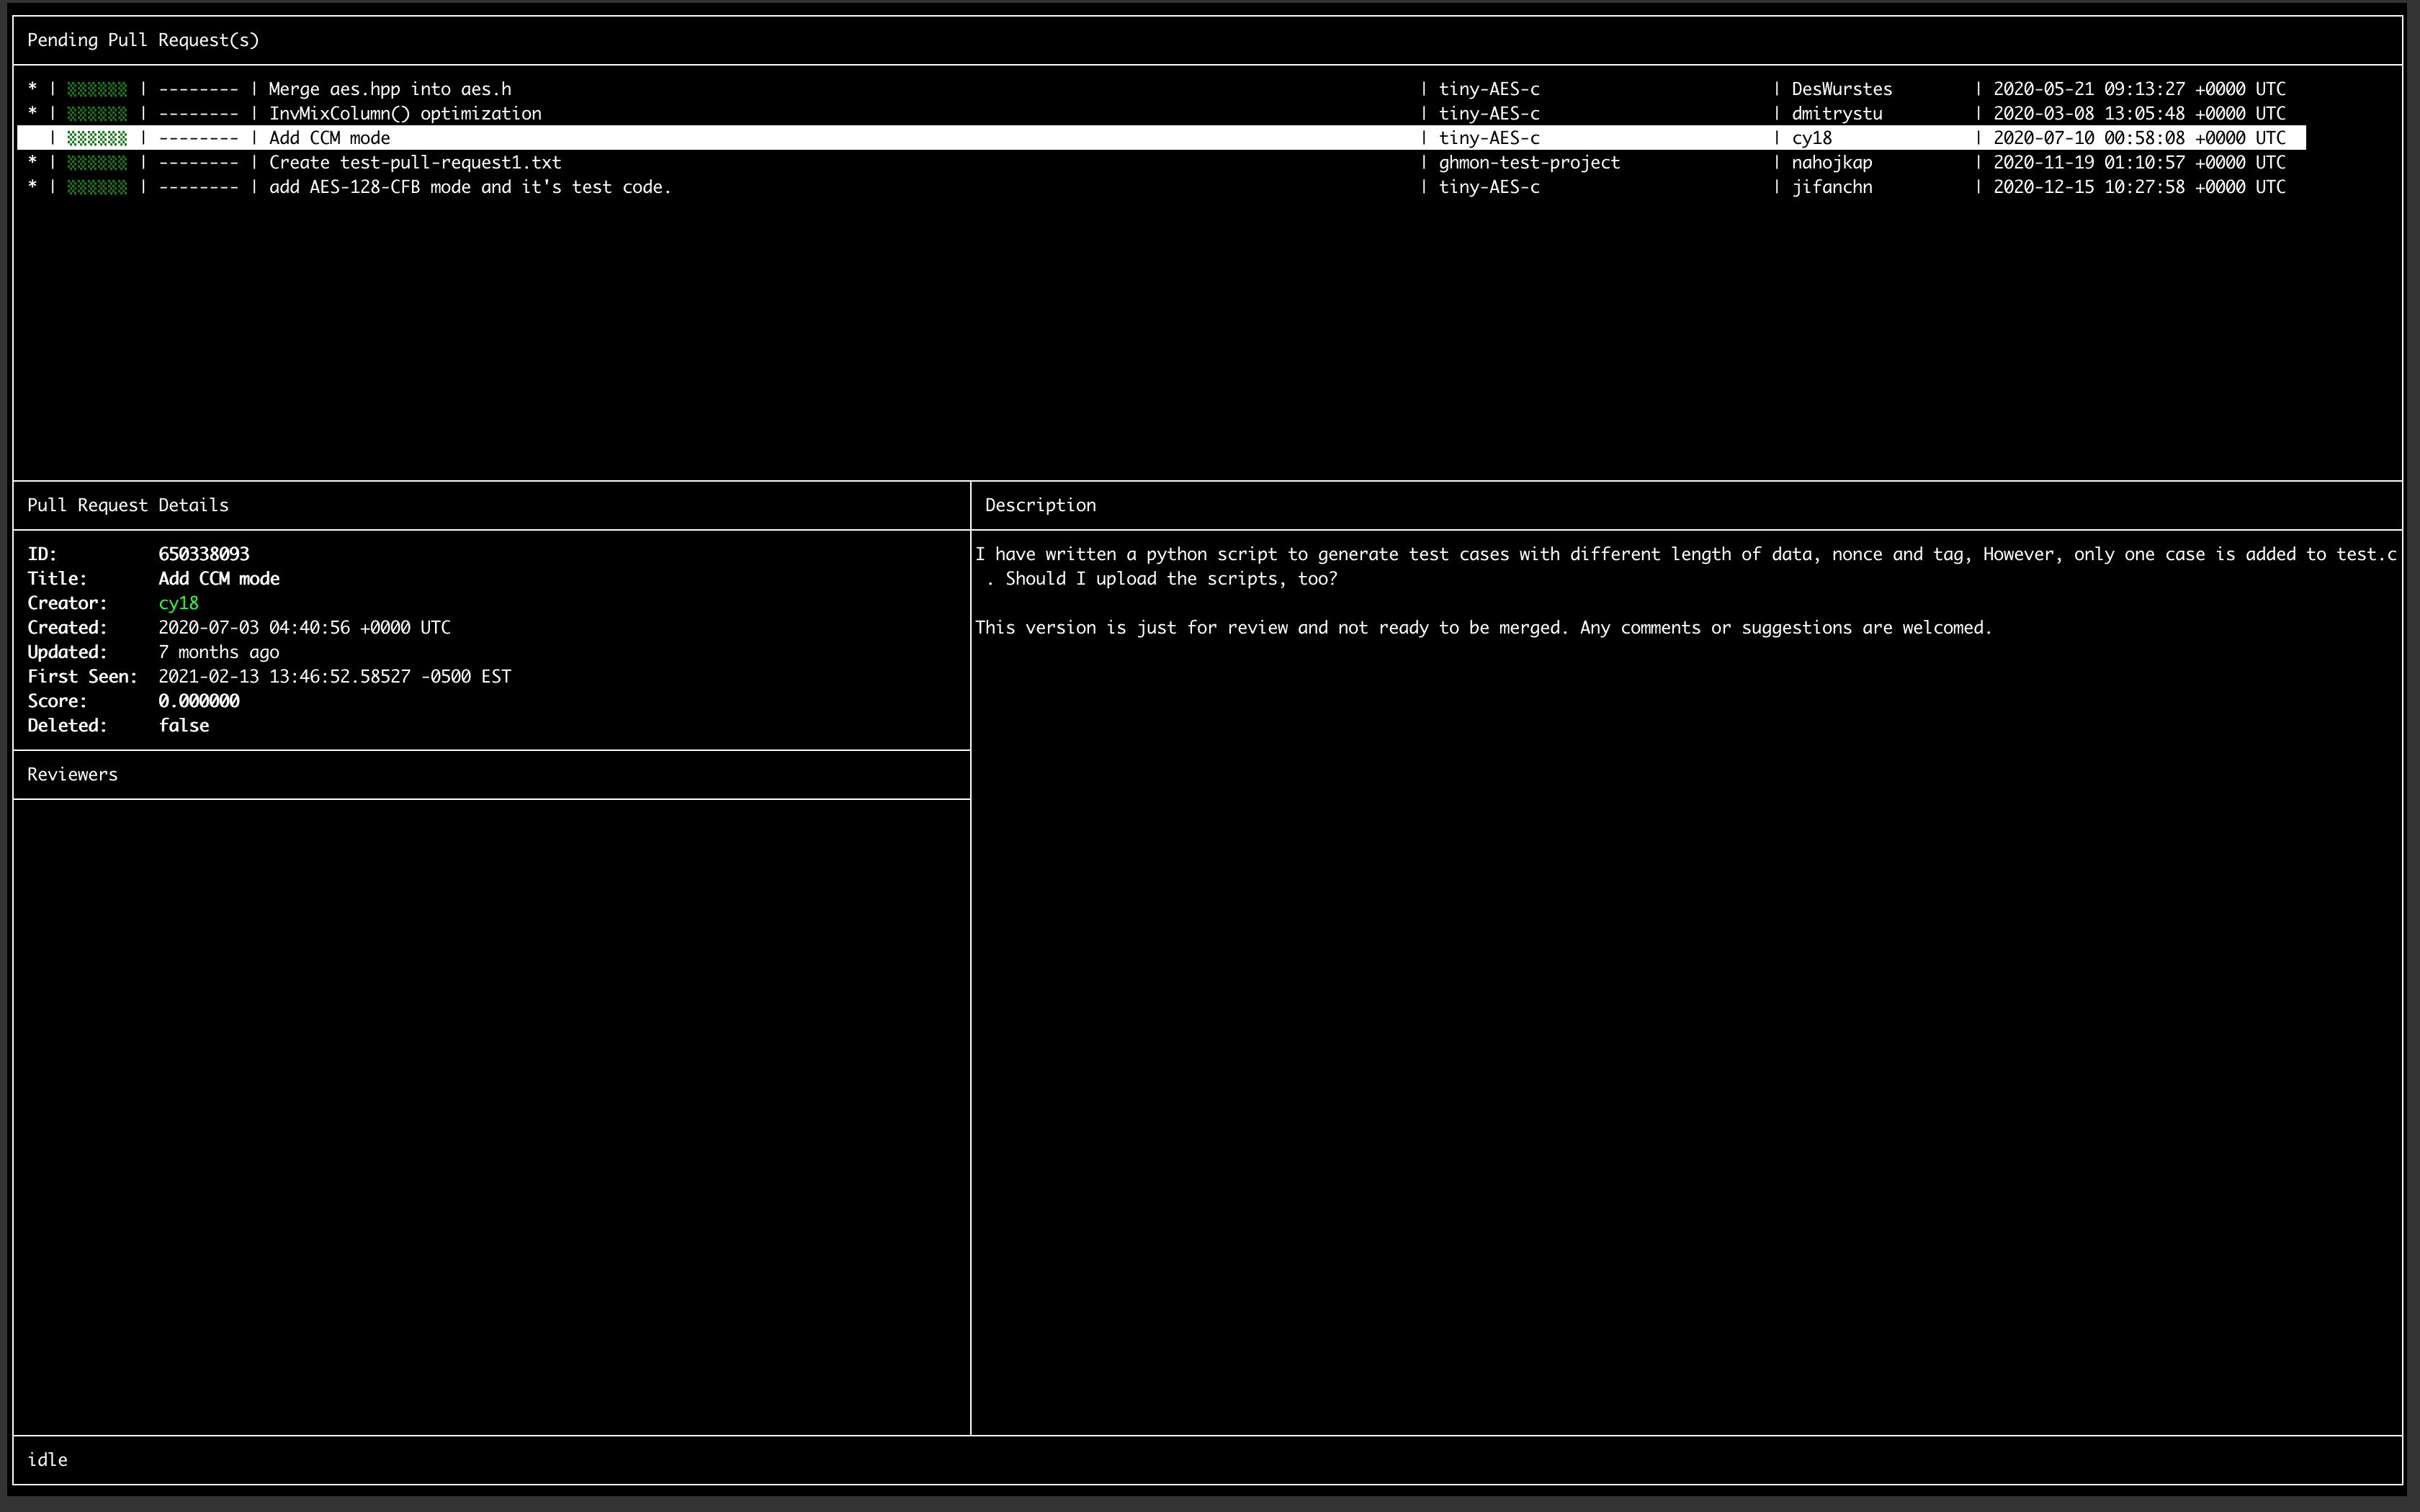 Pending Pull Request(s)
* | ▒▒▒▒▒▒ | -------- | Merge aes.hpp into aes.h | tiny-AES-c | DesWurstes | 2020-05-21 09:13:27 +0000 UTC
* | ▒▒▒▒▒▒ | -------- | InvMixColumn() optimization | tiny-AES-c | dmitrystu | 2020-03-08 13:05:48 +0000 UTC
| ▒▒▒▒▒▒ | -------- | Add CCM mode | tiny-AES-c | cy18 | 2020-07-10 00:58:08 +0000 UTC
* | ▒▒▒▒▒▒ | -------- | Create test-pull-request1.txt | ghmon-test-project | nahojkap | 2020-11-19 01:10:57 +0000 UTC
* | ▒▒▒▒▒▒ | -------- | add AES-128-CFB mode and it's test code. | tiny-AES-c | jifanchn | 2020-12-15 10:27:58 +0000 UTC
Pull Request Details
ID: 650338093
Title: Add CCM mode
Creator: cy18
Created: 2020-07-03 04:40:56 +0000 UTC
Updated: 7 months ago
First Seen: 2021-02-13 13:46:52.58527 -0500 EST
Score: 0.000000
Deleted: false
Reviewers
Description
I have written a python script to generate test cases with different length of data, nonce and tag, However, only one case is added to test.c
. Should I upload the scripts, too?
This version is just for review and not ready to be merged. Any comments or suggestions are welcomed.
idle